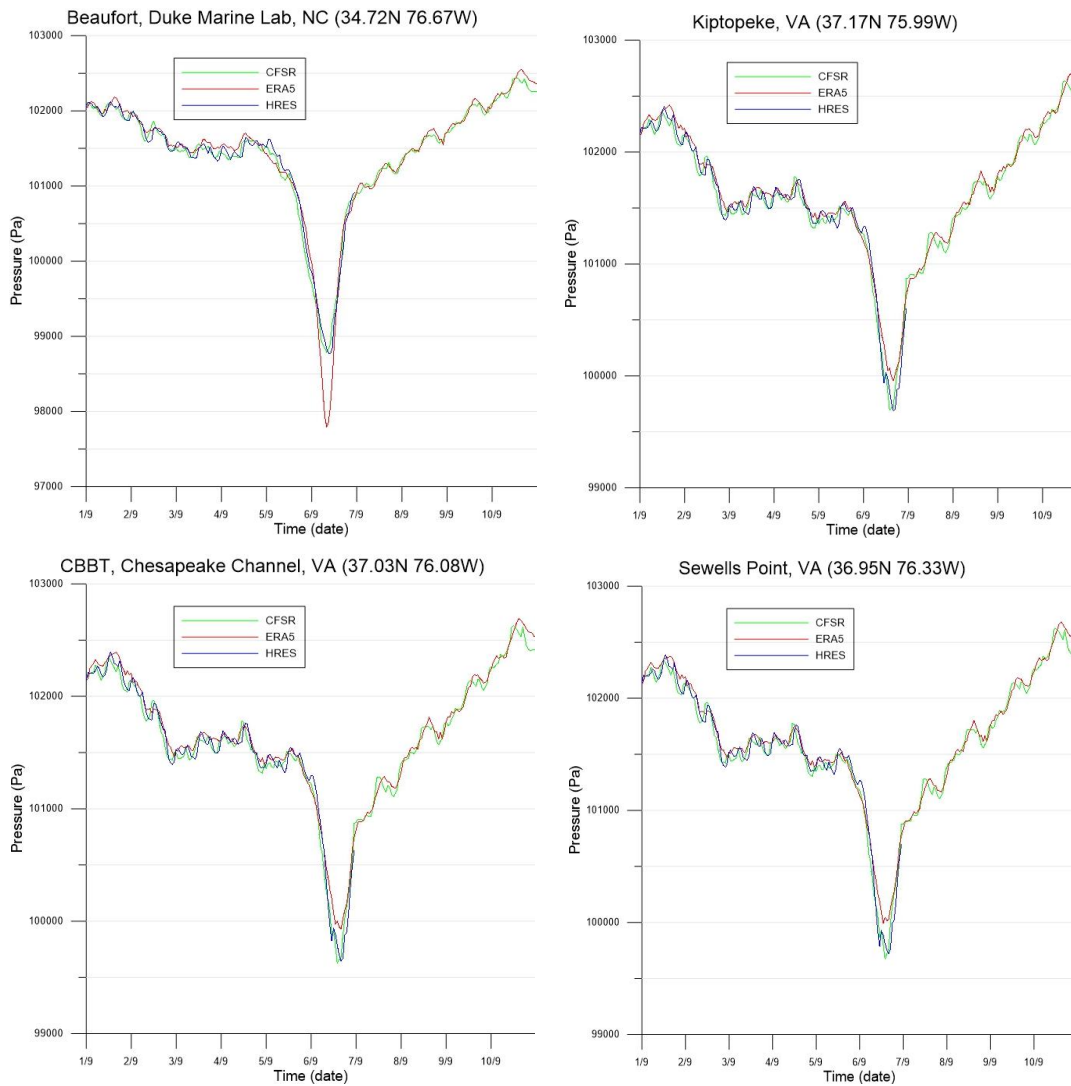 Beaufort, Duke Marine Lab, NC (34.72N 76.67W)
103000
102000
101000
100000
99000
98000
97000
Pressure (Pa)
CFSR
ERA5
HRES
1/9 2/9 3/9 4/9 5/9 6/9 7/9 8/9 9/9 10/9
Time (date)
Kiptopeke, VA (37.17N 75.99W)
103000
102000
101000
100000
99000
Pressure (Pa)
CFSR
ERA5
HRES
1/9 2/9 3/9 4/9 5/9 6/9 7/9 8/9 9/9 10/9
Time (date)
CBBT, Chesapeake Channel, VA (37.03N 76.08W)
103000
102000
101000
100000
99000
Pressure (Pa)
CFSR
ERA5
HRES
1/9 2/9 3/9 4/9 5/9 6/9 7/9 8/9 9/9 10/9
Time (date)
Sewells Point, VA (36.95N 76.33W)
103000
102000
101000
100000
99000
Pressure (Pa)
CFSR
ERA5
HRES
1/9 2/9 3/9 4/9 5/9 6/9 7/9 8/9 9/9 10/9
Time (date)